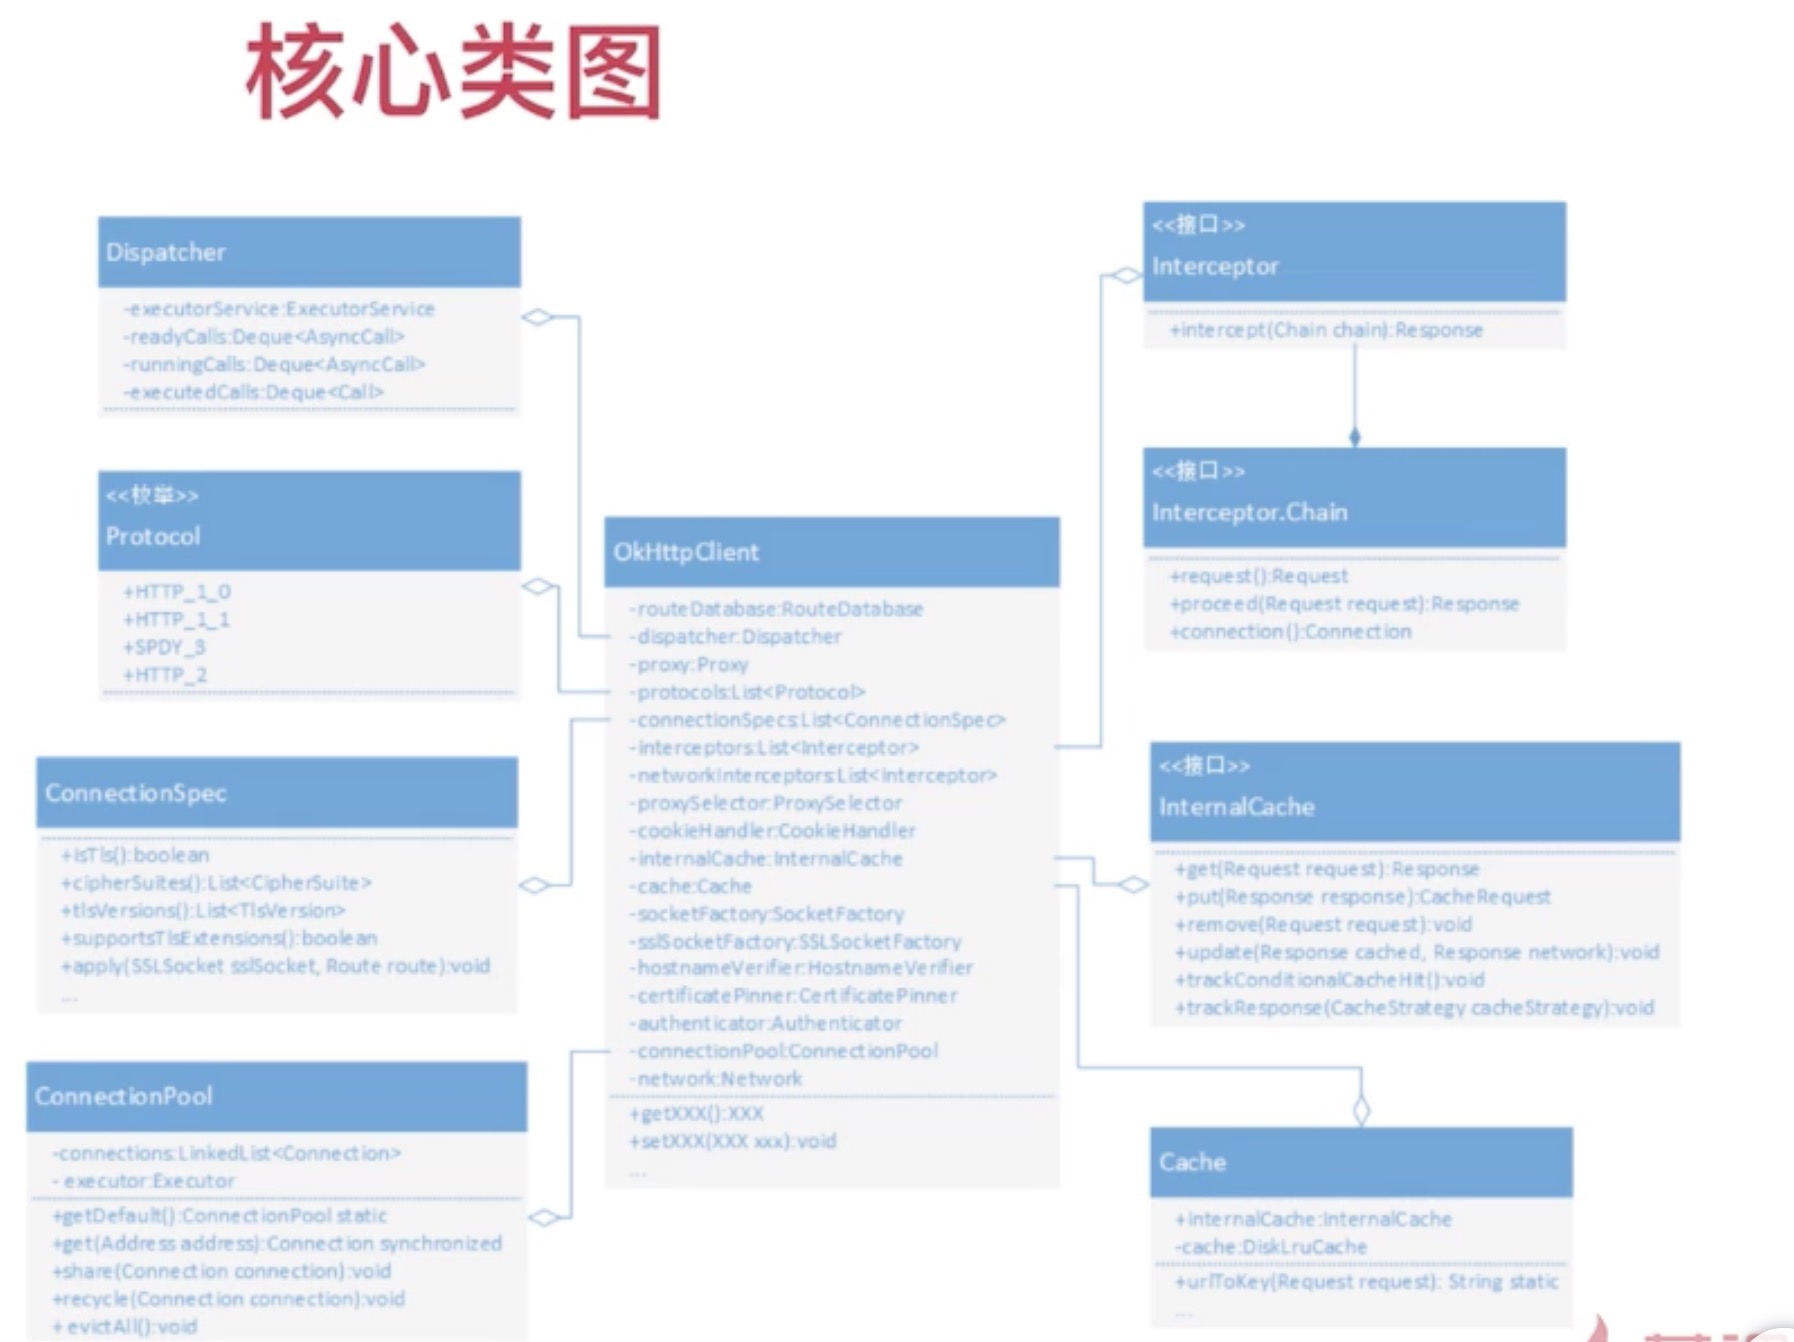 核心类图
Dispatcher
-executorService:ExecutorService
-readyCalls:Deque<AsyncCall>
-runningCalls:Deque<AsyncCall>
-executedCalls:Deque<Call>
<<枚举>>
Protocol
+HTTP_1_0
+HTTP_1_1
+SPDY_3
+HTTP_2
ConnectionSpec
+isTls():boolean
+cipherSuites():List<CipherSuite>
+tlsVersions():List<TlsVersion>
+supportsTlsExtensions():boolean
+apply(SSLSocket sslSocket, Route route):void
...
ConnectionPool
-connections:LinkedList<Connection>
- executor:Executor
+getDefault():ConnectionPool static
+get(Address address):Connection synchronized
+share(Connection connection):void
+recycle(Connection connection):void
+ evictAll():void
OkHttpClient
-routeDatabase:RouteDatabase
-dispatcher:Dispatcher
-proxy:Proxy
-protocols:List<Protocol>
-connectionSpecs:List<ConnectionSpec>
-interceptors:List<Interceptor>
-networkInterceptors:List<Interceptor>
-proxySelector:ProxySelector
-cookieHandler:CookieHandler
-internalCache:InternalCache
-cache:Cache
-socketFactory:SocketFactory
-sslSocketFactory:SSLSocketFactory
-hostnameVerifier:HostnameVerifier
-certificatePinner:CertificatePinner
-authenticator:Authenticator
-connectionPool:ConnectionPool
-network:Network
+getXXX():XXX
+setXXX(XXX xxx):void
...
<<接口>>
Interceptor
+intercept(Chain chain):Response
<<接口>>
Interceptor.Chain
+request():Request
+proceed(Request request):Response
+connection():Connection
<<接口>>
InternalCache
+get(Request request):Response
+put(Response response):CacheRequest
+remove(Request request):void
+update(Response cached, Response network):void
+trackConditionalCacheHit():void
+trackResponse(CacheStrategy cacheStrategy):void
Cache
+internalCache:InternalCache
-cache:DiskLruCache
+urlToKey(Request request): String static
...